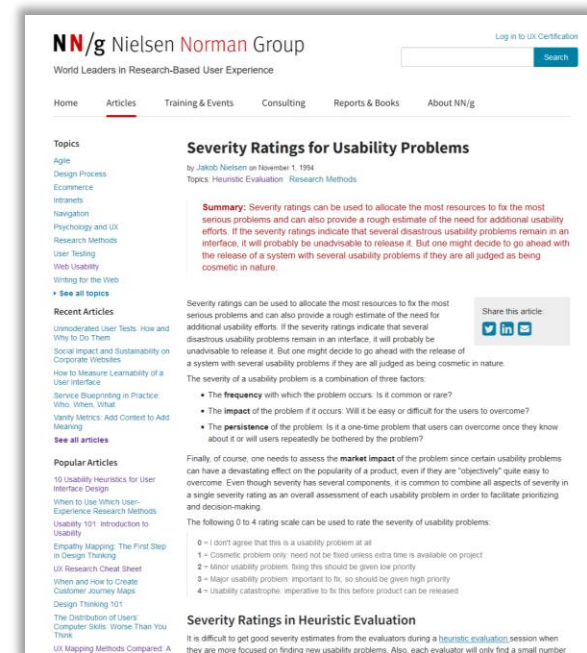 NN/g Nielsen Norman Group
World Leaders in Research-Based User Experience
Log in to UX Certification
Search
Home Articles Training & Events Consulting Reports & Books About NN/g
Topics
Agile
Design Process
Ecommerce
Intranets
Navigation
Psychology and UX
Research Methods
User Testing
Web Usability
Writing for the Web
See all topics
Recent Articles
Unmoderated User Tests: How and
Why to Do Them
Social Impact and Sustainability on
Corporate Websites
How to Measure Learnability of a
User Interface
Service Blueprinting in Practice:
Who, When, What
Vanity Metrics: Add Context to Add
Meaning
See all articles
Popular Articles
10 Usability Heuristics for User
Interface Design
When to Use Which User-
Experience Research Methods
Usability 101: Introduction to
Usability
Empathy Mapping: The First Step
in Design Thinking
UX Research Cheat Sheet
When and How to Create
Customer Journey Maps
Design Thinking 101
The Distribution of Users'
Computer Skills: Worse Than You
Think
UX Mapping Methods Compared: A
Severity Ratings for Usability Problems
by Jakob Nielsen on November 1, 1994
Topics: Heuristic Evaluation Research Methods
Summary: Severity ratings can be used to allocate the most resources to fix the most
serious problems and can also provide a rough estimate of the need for additional usability
efforts. If the severity ratings indicate that several disastrous usability problems remain in an
interface, it will probably be unadvisable to release it. But one might decide to go ahead with
the release of a system with several usability problems if they are all judged as being
cosmetic in nature.
Severity ratings can be used to allocate the most resources to fix the most
serious problems and can also provide a rough estimate of the need for
additional usability efforts. If the severity ratings indicate that several
disastrous usability problems remain in an interface, it will probably be
unadvisable to release it. But one might decide to go ahead with the release of
a system with several usability problems if they are all judged as being cosmetic in nature.
Share this article:
The severity of a usability problem is a combination of three factors:
• The frequency with which the problem occurs: Is it common or rare?
• The impact of the problem if it occurs: Will it be easy or difficult for the users to overcome?
• The persistence of the problem: Is it a one-time problem that users can overcome once they know
about it or will users repeatedly be bothered by the problem?
Finally, of course, one needs to assess the market impact of the problem since certain usability problems
can have a devastating effect on the popularity of a product, even if they are "objectively" quite easy to
overcome. Even though severity has several components, it is common to combine all aspects of severity in
a single severity rating as an overall assessment of each usability problem in order to facilitate prioritizing
and decision-making.
The following 0 to 4 rating scale can be used to rate the severity of usability problems:
0 = I don't agree that this is a usability problem at all
1 = Cosmetic problem only: need not be fixed unless extra time is available on project
2 = Minor usability problem: fixing this should be given low priority
3 = Major usability problem: important to fix, so should be given high priority
4 = Usability catastrophe: imperative to fix this before product can be released
Severity Ratings in Heuristic Evaluation
It is difficult to get good severity estimates from the evaluators during a heuristic evaluation session when
they are more focused on finding new usability problems. Also, each evaluator will only find a small number